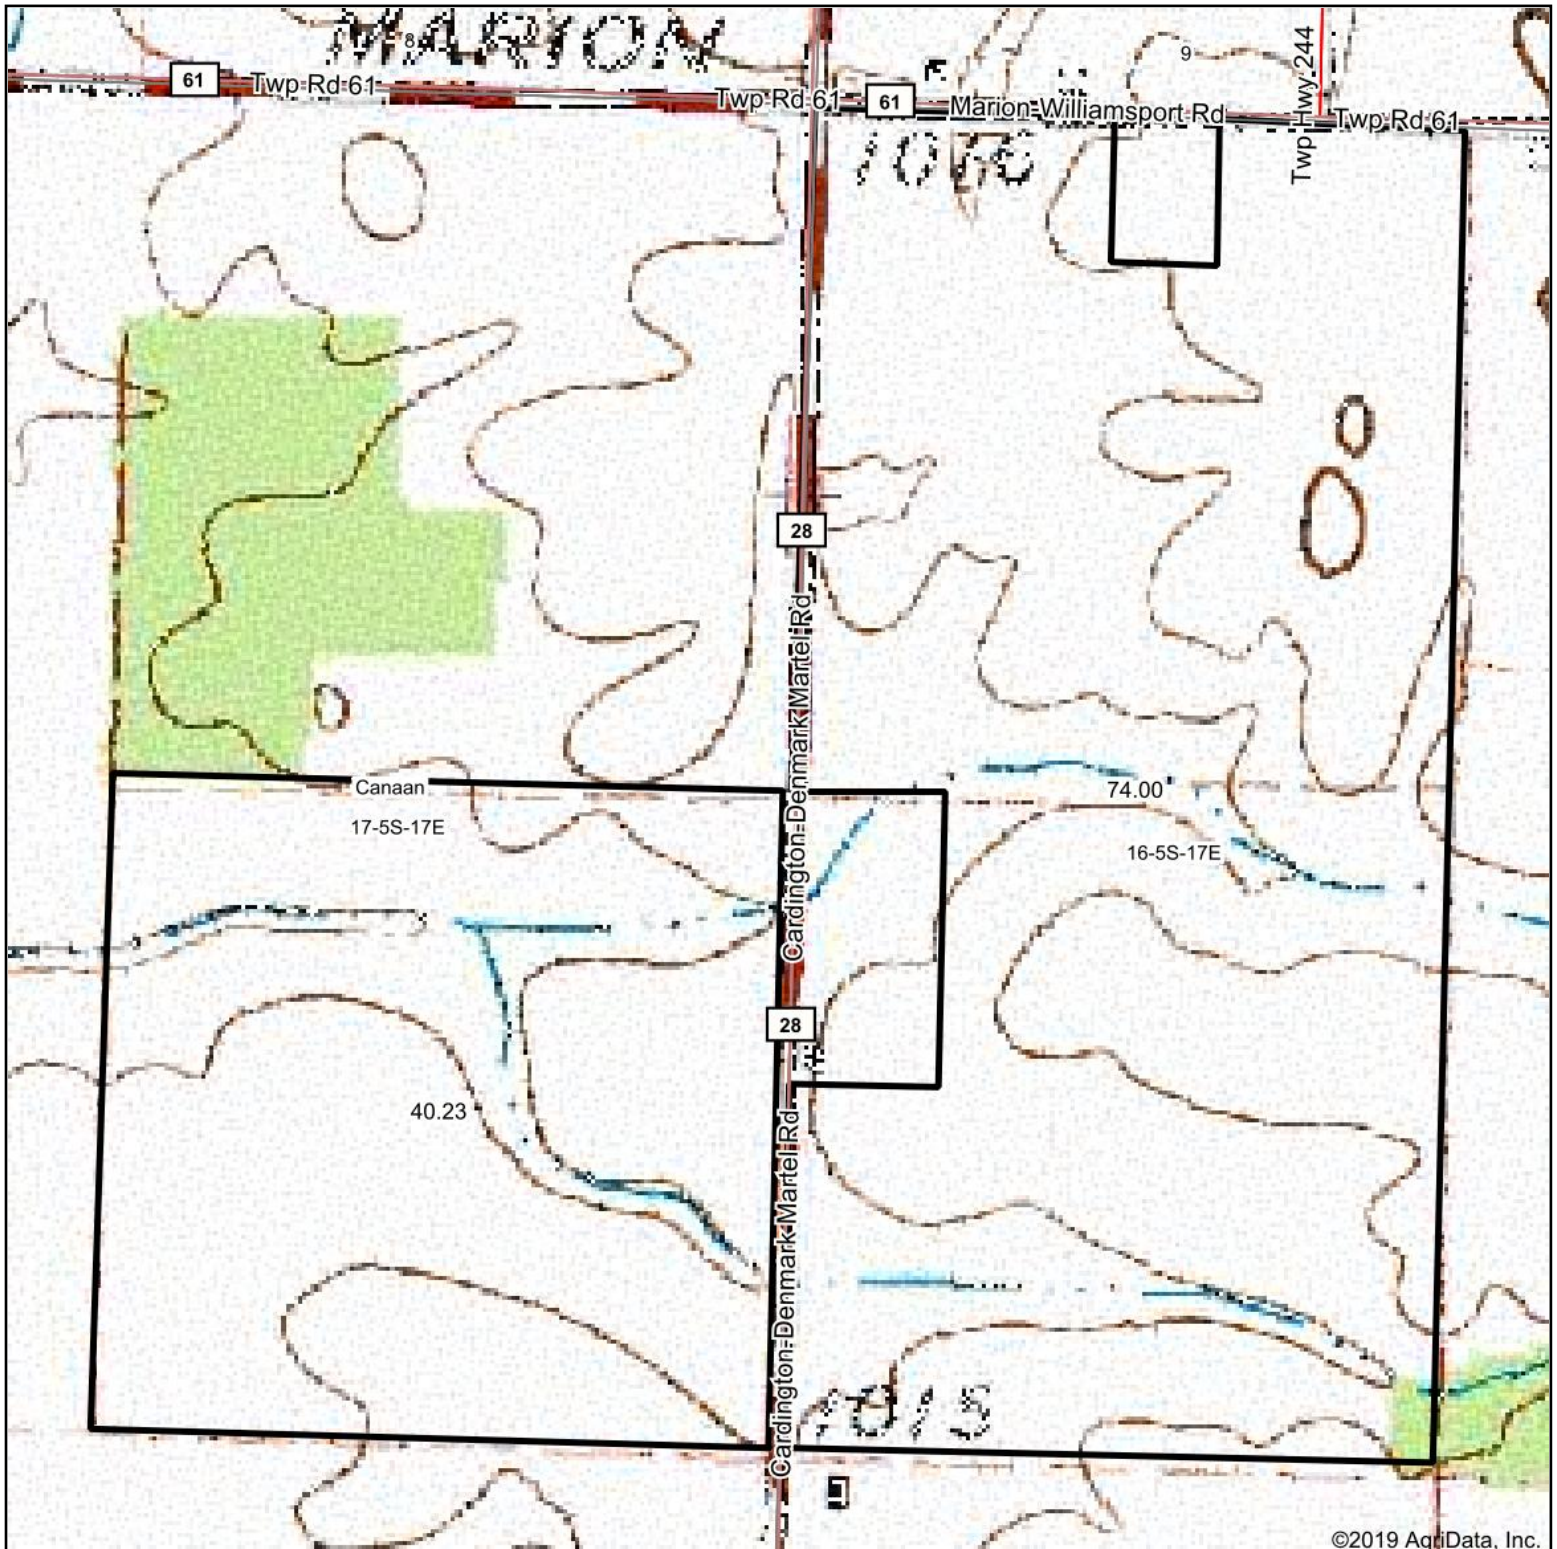 MARION
8
9
61
Twp Rd 61
Twp Rd 61
61
Marion Williamsport Rd
Twp Hwy 244
Twp Rd 61
28
Cardington-Denmark Martel Rd
Canaan
17-5S-17E
74.00
16-5S-17E
28
40.23
Cardington-Denmark Martel Rd
1015
©2019 AgriData, Inc.